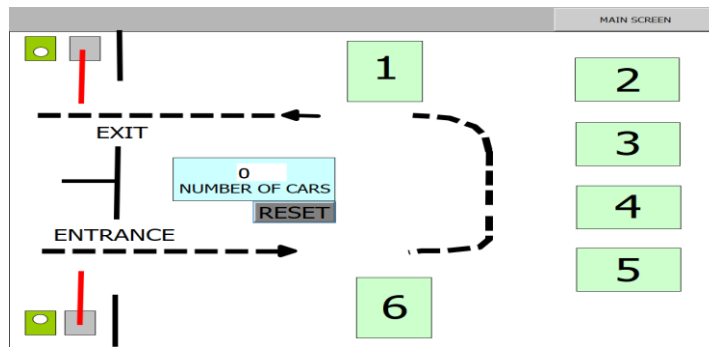 MAIN SCREEN
1
2
EXIT
3
0
NUMBER OF CARS
RESET
4
ENTRANCE
5
6